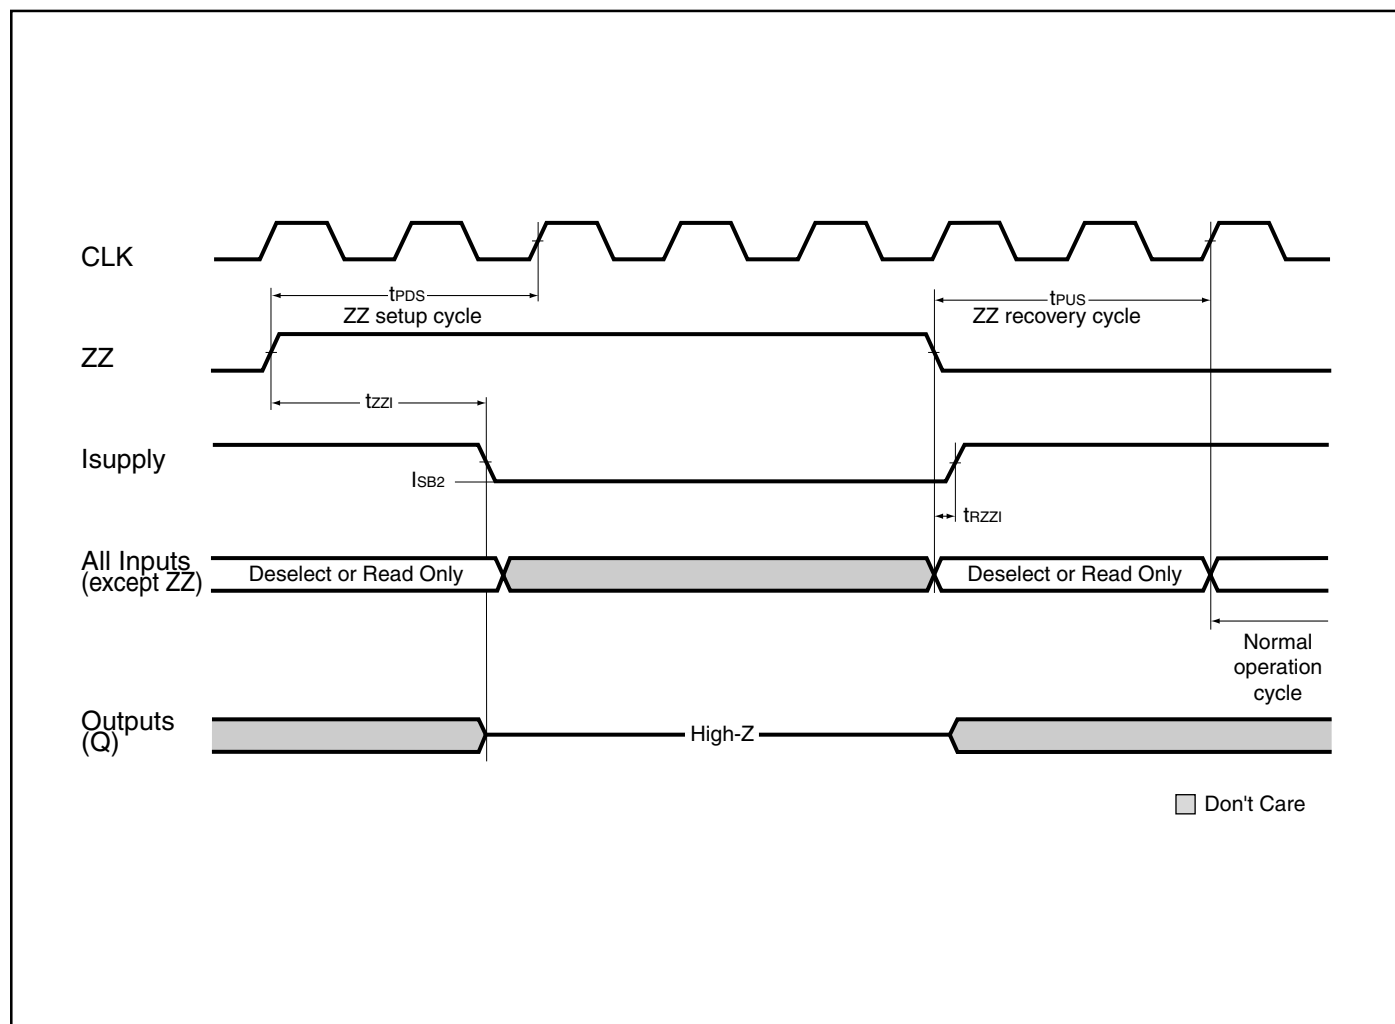 CLK
tPDS
ZZ setup cycle
tPUS
ZZ recovery cycle
ZZ
tZZI
Isupply
ISB2
tRZZI
All Inputs
(except ZZ)
Deselect or Read Only
Deselect or Read Only
Normal
operation
cycle
Outputs
(Q)
High-Z
Don't Care